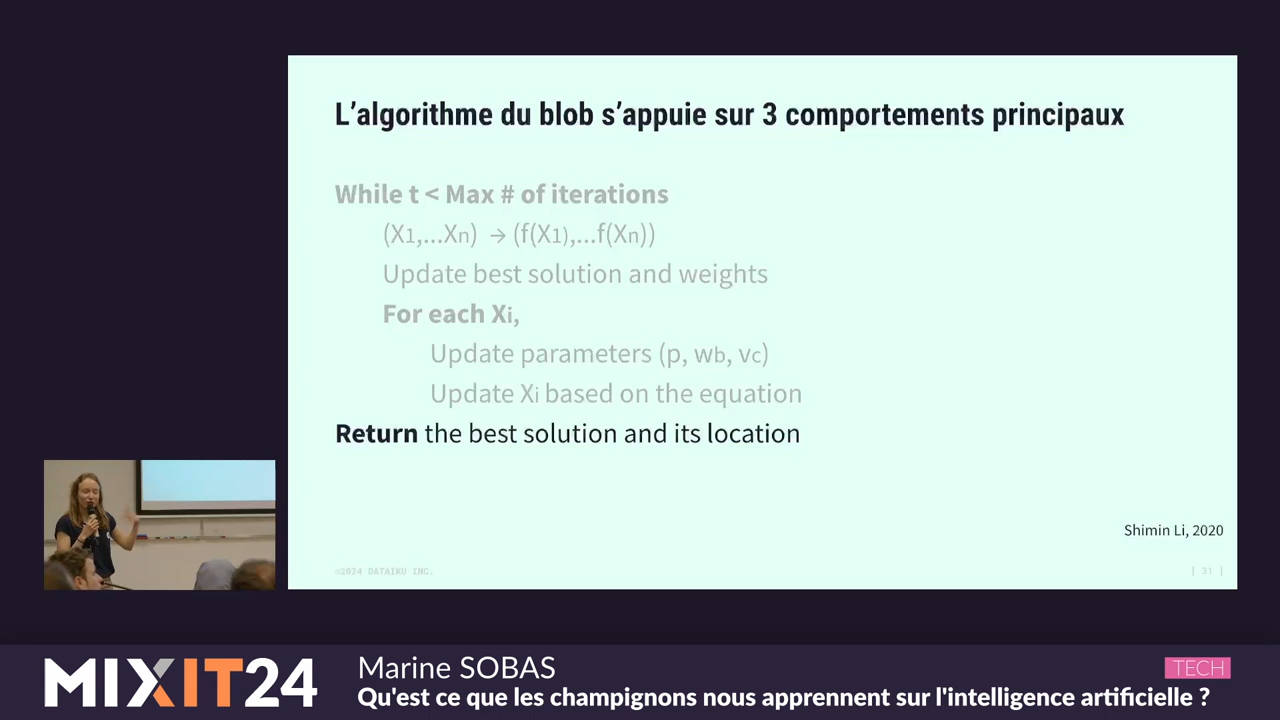 L’algorithme du blob s’appuie sur 3 comportements principaux
While t < Max # of iterations
(X1,...Xn) → (f(X1),...f(Xn))
Update best solution and weights
For each Xi,
Update parameters (p, wb, vc)
Update Xi based on the equation
Return the best solution and its location
Shimin Li, 2020
©2024 DATAIKU INC.
| 31 |
MIXIT24
Marine SOBAS
TECH
Qu'est ce que les champignons nous apprennent sur l'intelligence artificielle ?